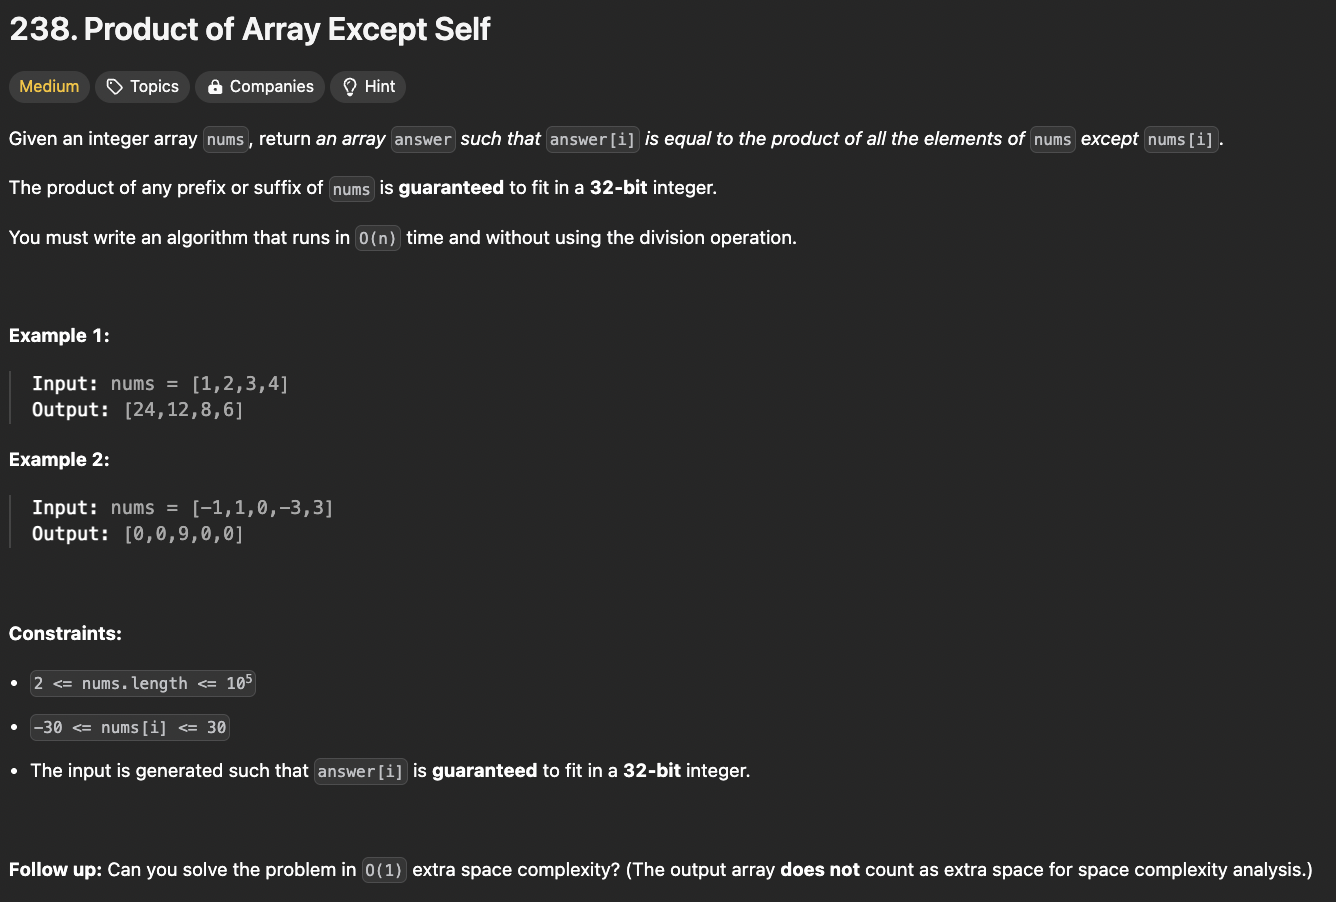 238. Product of Array Except Self
Medium Topics Companies Hint
Given an integer array nums, return an array answer such that answer[i] is equal to the product of all the elements of nums except nums[i].
The product of any prefix or suffix of nums is guaranteed to fit in a 32-bit integer.
You must write an algorithm that runs in O(n) time and without using the division operation.
Example 1:
Input: nums = [1,2,3,4]
Output: [24,12,8,6]
Example 2:
Input: nums = [-1,1,0,-3,3]
Output: [0,0,9,0,0]
Constraints:
• 2 <= nums.length <= 10⁵
• -30 <= nums[i] <= 30
• The input is generated such that answer[i] is guaranteed to fit in a 32-bit integer.
Follow up: Can you solve the problem in O(1) extra space complexity? (The output array does not count as extra space for space complexity analysis.)